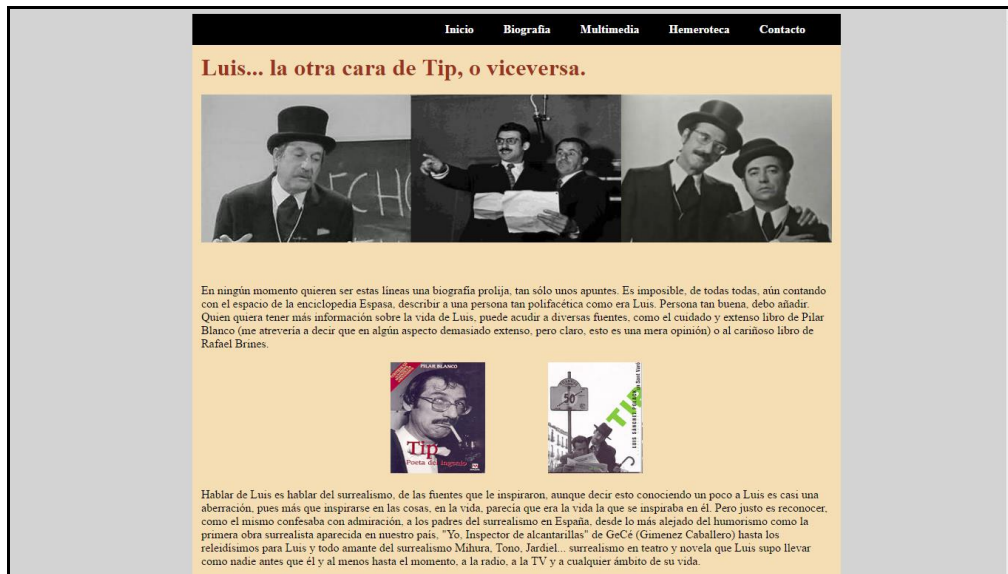 Inicio Biografia Multimedia Hemeroteca Contacto
Luis... la otra cara de Tip, o viceversa.
ECHO
En ningún momento quieren ser estas líneas una biografía prolija, tan sólo unos apuntes. Es imposible, de todas todas, aún contando
con el espacio de la enciclopedia Espasa, describir a una persona tan polifacética como era Luis. Persona tan buena, debo añadir.
Quien quiera tener más información sobre la vida de Luis, puede acudir a diversas fuentes, como el cuidado y extenso libro de Pilar
Blanco (me atrevería a decir que en algún aspecto demasiado extenso, pero claro, esto es una mera opinión) o al cariñoso libro de
Rafael Brines.
PILAR BLANCO
Tip
Poeta del Ingenio
50
TIP
LUIS SÁNCHEZ POLACK
Hablar de Luis es hablar del surrealismo, de las fuentes que le inspiraron, aunque decir esto conociendo un poco a Luis es casi una
aberración, pues más que inspirarse en las cosas, en la vida, parecía que era la vida la que se inspiraba en él. Pero justo es reconocer,
como el mismo confesaba con admiración, a los padres del surrealismo en España, desde lo más alejado del humorismo como la
primera obra surrealista aparecida en nuestro país, "Yo, Inspector de alcantarillas" de GeCé (Gimenez Caballero) hasta los
releidísimos para Luis y todo amante del surrealismo Mihura, Tono, Jardiel... surrealismo en teatro y novela que Luis supo llevar
como nadie antes que él y al menos hasta el momento, a la radio, a la TV y a cualquier ámbito de su vida.